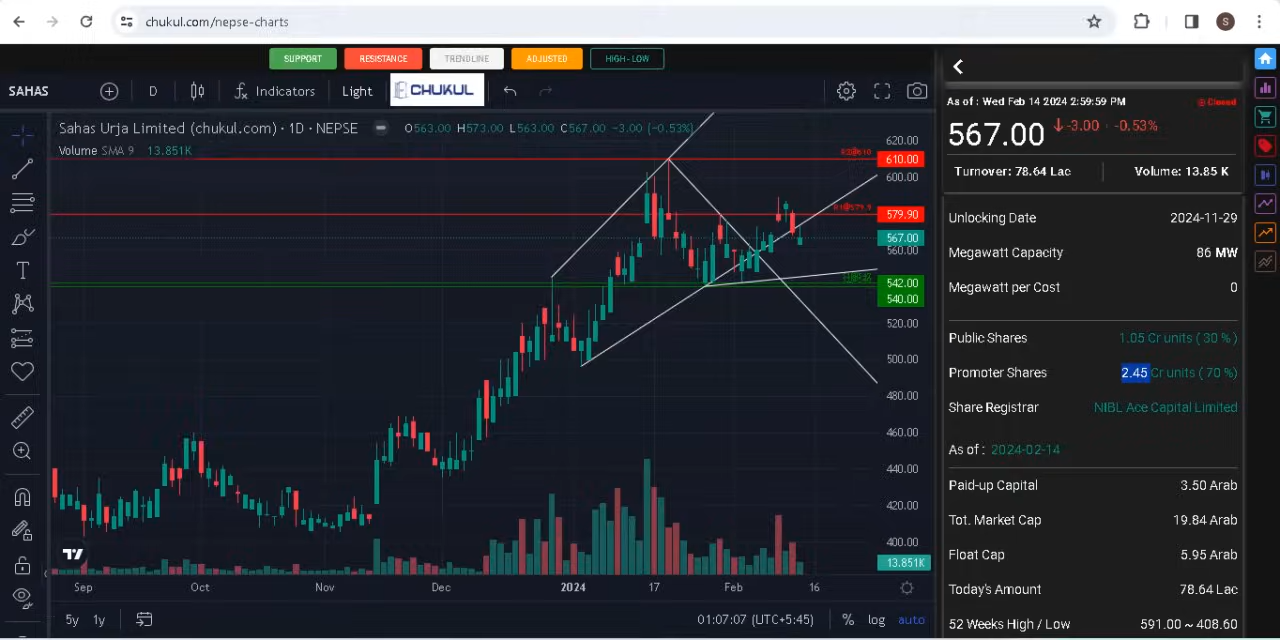 chukul.com/nepse-charts
S
SUPPORT RESISTANCE TRENDLINE ADJUSTED HIGH-LOW
SAHAS D Indicators Light CHUKUL
Sahas Urja Limited (chukul.com) · 1D · NEPSE O563.00 H573.00 L563.00 C567.00 -3.00 (-0.53%)
Volume SMA 9 13.851K
620.00
R2@610 610.00
600.00
R1@579.9 579.90
567.00
560.00
542.00
540.00
520.00
500.00
480.00
460.00
440.00
420.00
400.00
13.851K
Sep Oct Nov Dec 2024 17 Feb 16
5y 1y 01:07:07 (UTC+5:45) % log auto
As of : Wed Feb 14 2024 2:59:59 PM Closed
567.00 -3.00 - -0.53%
Turnover: 78.64 Lac Volume: 13.85 K
Unlocking Date 2024-11-29
Megawatt Capacity 86 MW
Megawatt per Cost 0
Public Shares 1.05 Cr units ( 30 % )
Promoter Shares 2.45 Cr units ( 70 %)
Share Registrar NIBL Ace Capital Limited
As of : 2024-02-14
Paid-up Capital 3.50 Arab
Tot. Market Cap 19.84 Arab
Float Cap 5.95 Arab
Today's Amount 78.64 Lac
52 Weeks High / Low 591.00 ~ 408.60